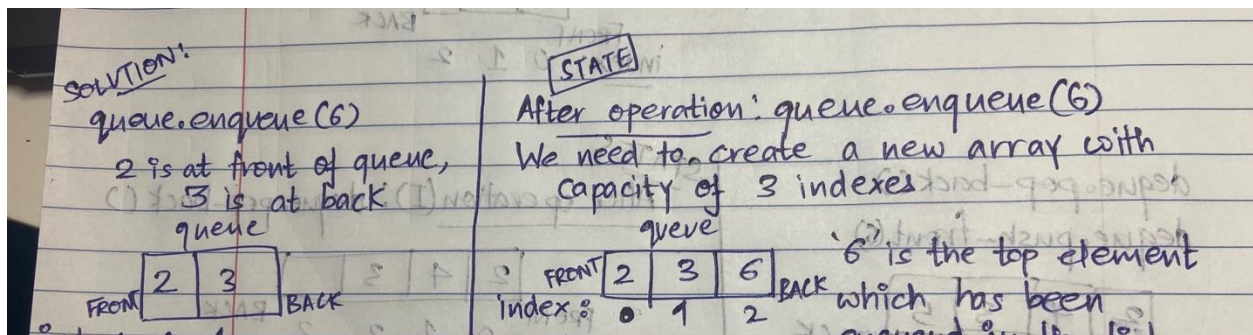 SOLUTION:
queue.enqueue(6)
2 is at front of queue,
3 is at back
queue
2 3
FRONT BACK
STATE
After operation: queue.enqueue(6)
We need to create a new array with
capacity of 3 indexes
queue
FRONT 2 3 6 BACK
index: 0 1 2
'6' is the top element
which has been